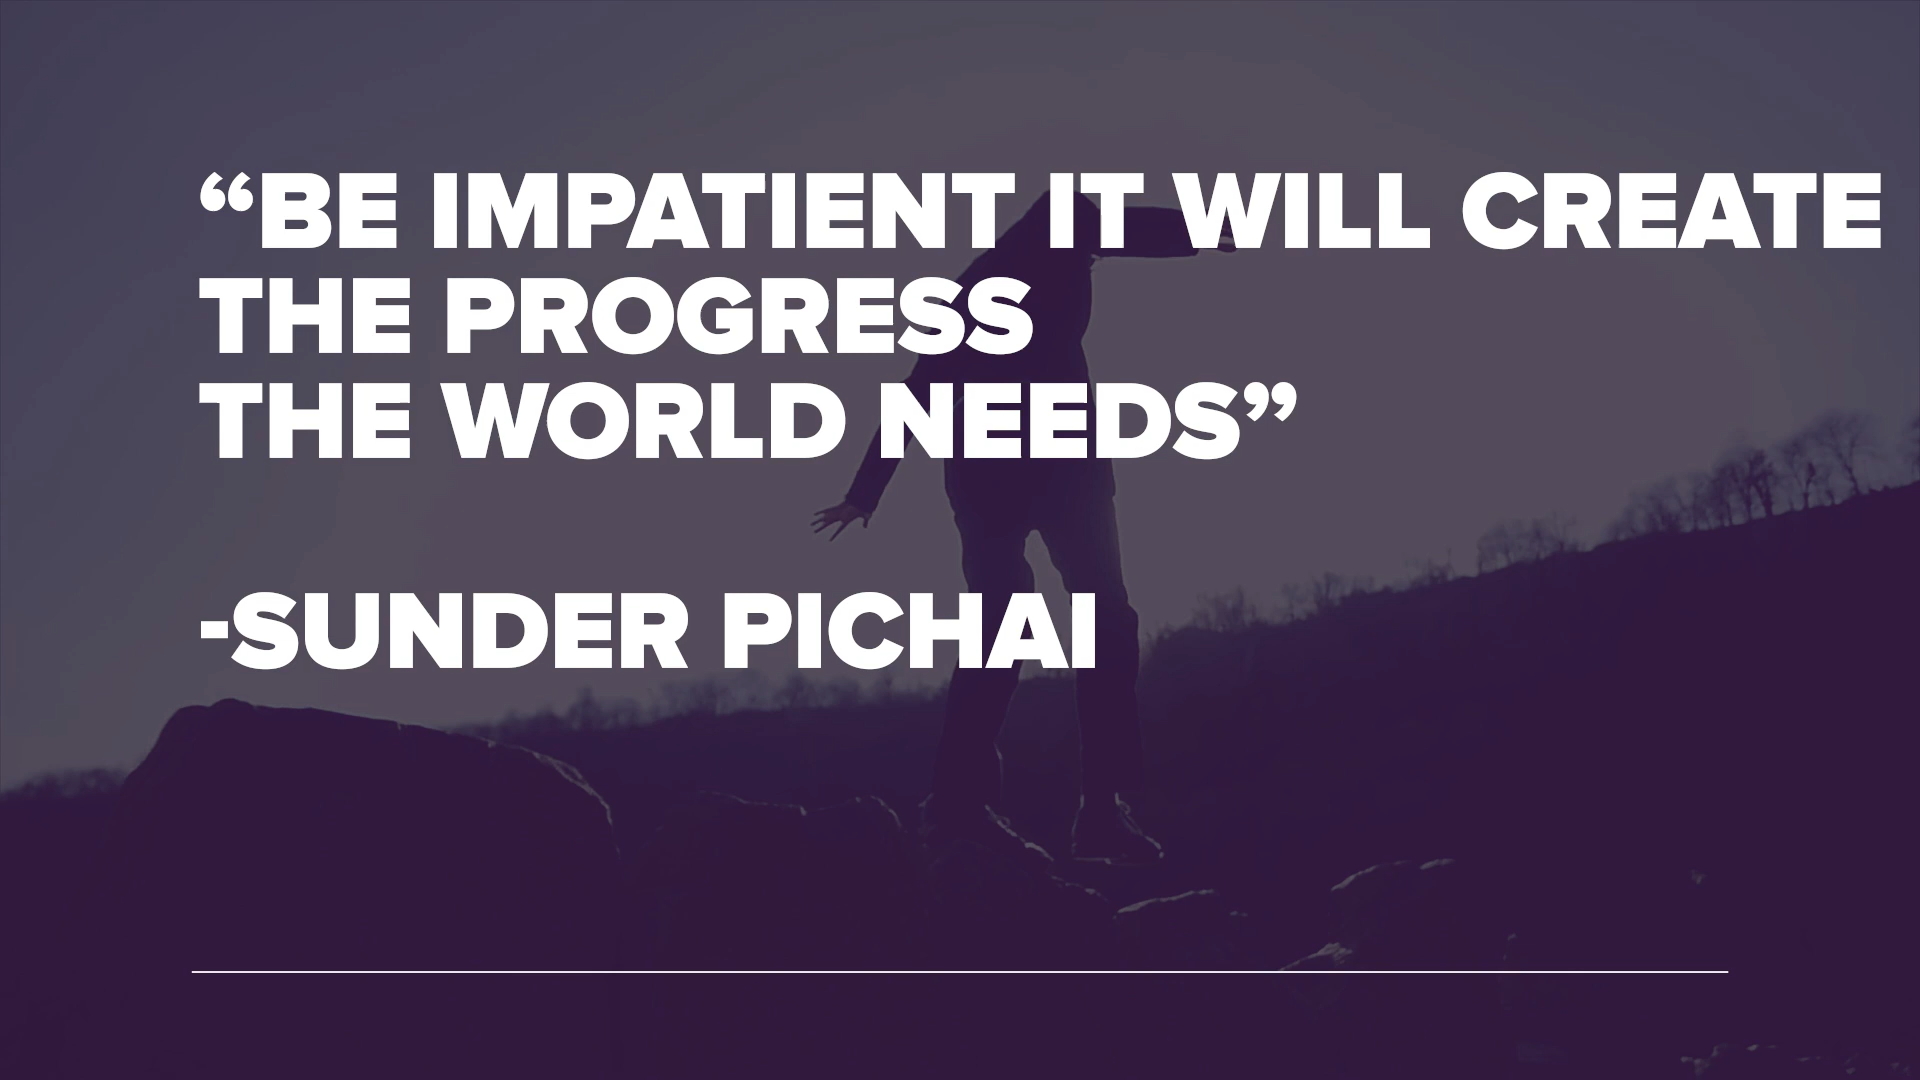 “BE IMPATIENT IT WILL CREATE
THE PROGRESS
THE WORLD NEEDS”
-SUNDER PICHAI